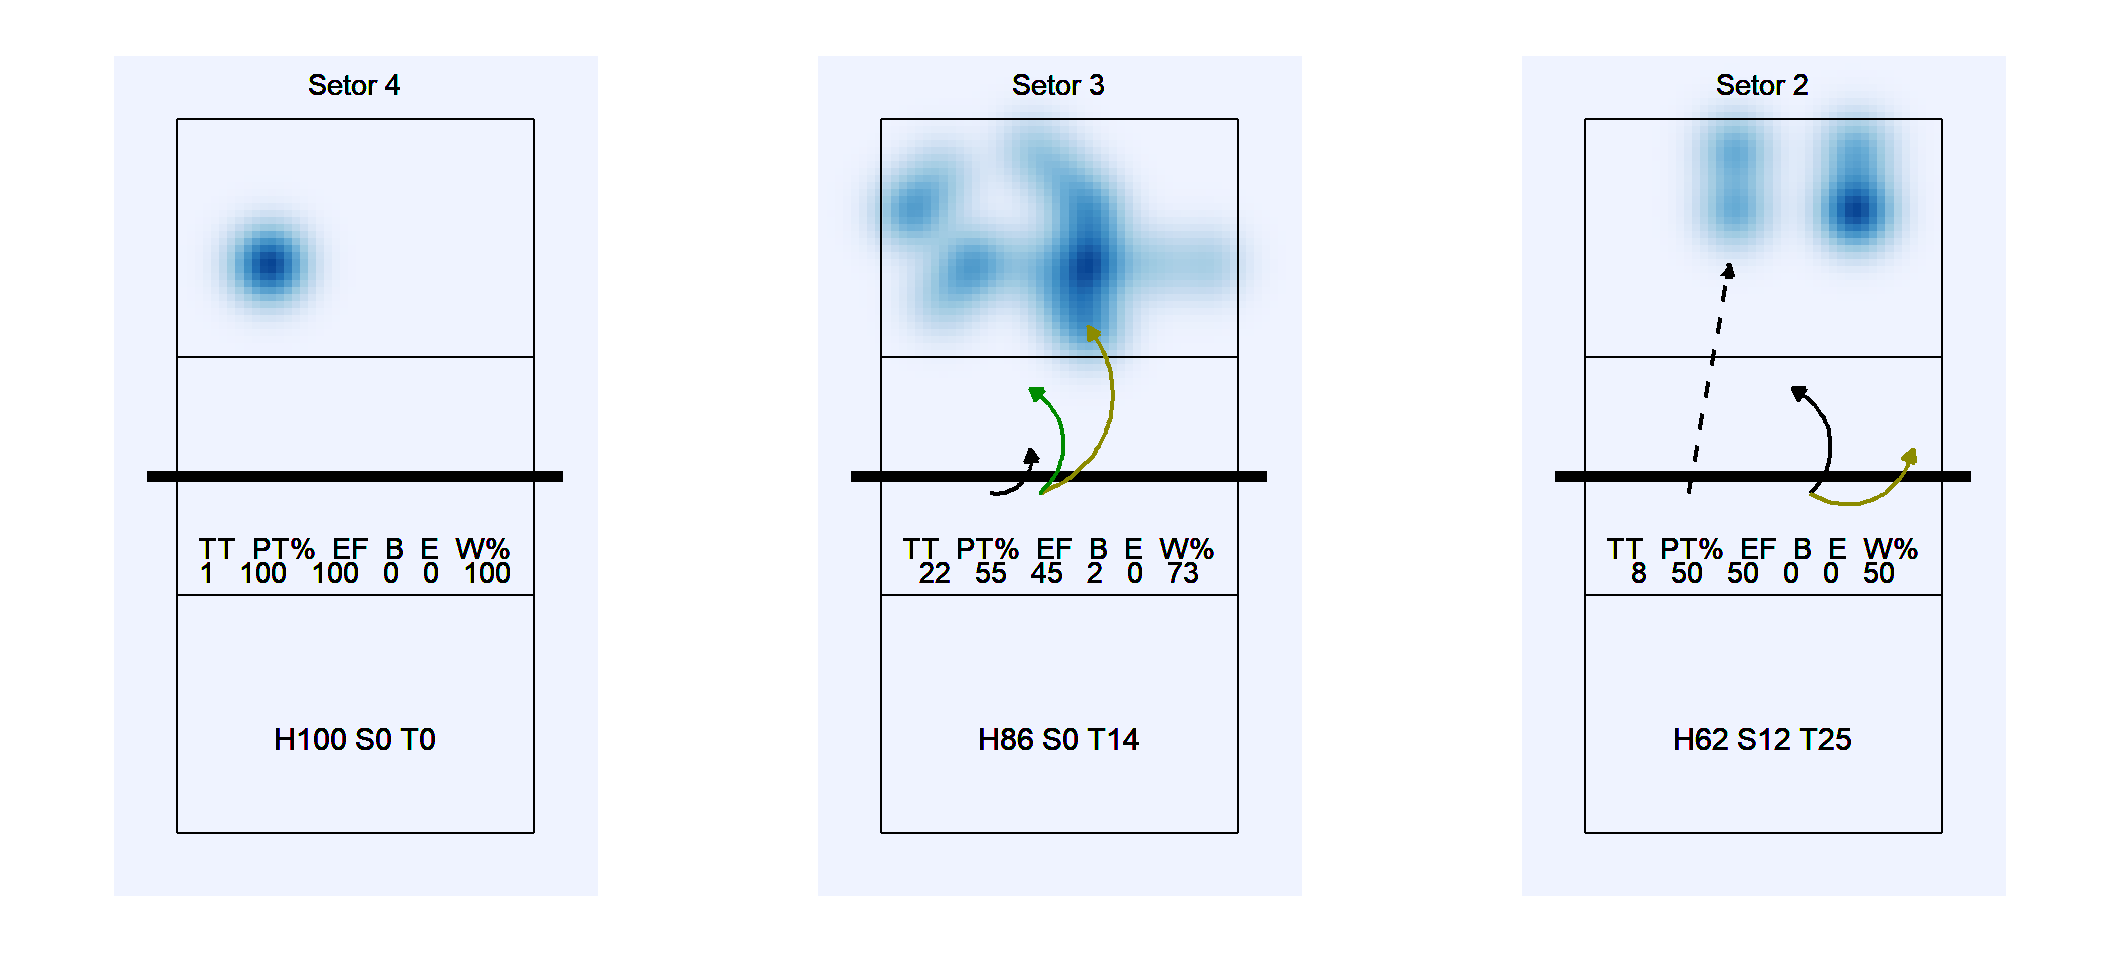 Setor 4
TT PT% EF B E W%
1 100 100 0 0 100
H100 S0 T0
Setor 3
TT PT% EF B E W%
22 55 45 2 0 73
H86 S0 T14
Setor 2
TT PT% EF B E W%
8 50 50 0 0 50
H62 S12 T25